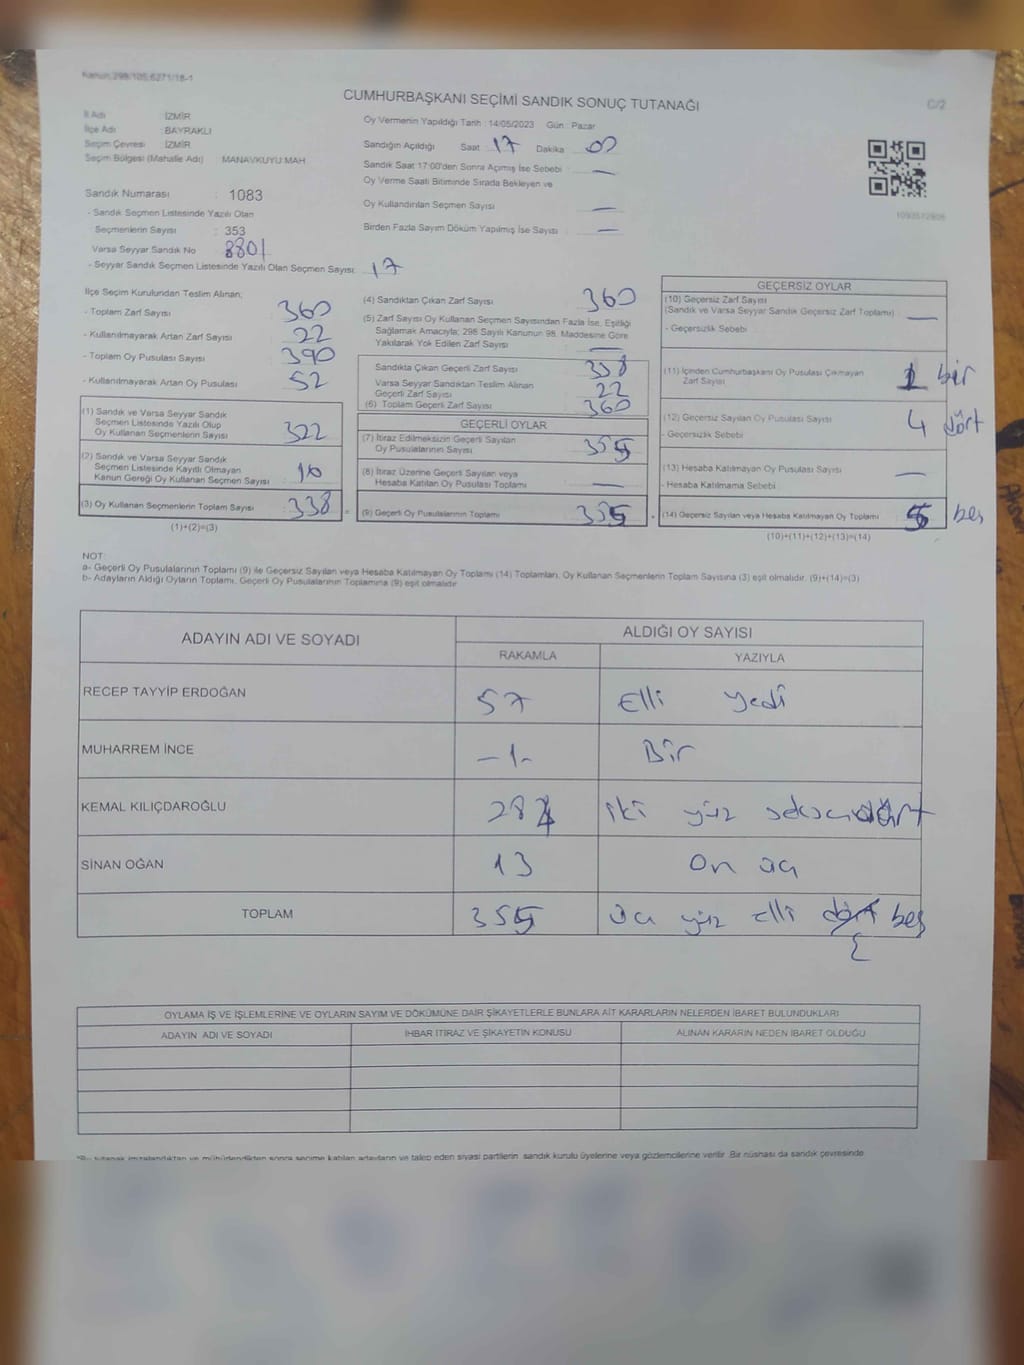 Kanun:298/105,6271/18-1
CUMHURBAŞKANI SEÇİMİ SANDIK SONUÇ TUTANAĞI
C/2
İl Adı : İZMİR
İlçe Adı : BAYRAKLI
Seçim Çevresi : İZMİR
Seçim Bölgesi (Mahalle Adı) MANAVKUYU MAH.
Sandık Numarası : 1083
- Sandık Seçmen Listesinde Yazılı Olan
Seçmenlerin Sayısı : 353
Varsa Seyyar Sandık No 8801
- Seyyar Sandık Seçmen Listesinde Yazılı Olan Seçmen Sayısı: 17
Oy Vermenin Yapıldığı Tarih : 14/05/2023 Gün : Pazar
Sandığın Açıldığı Saat : 17 Dakika : 00
Sandık Saat 17:00'den Sonra Açımış İse Sebebi : —
Oy Verme Saati Bitiminde Sırada Bekleyen ve
Oy Kullandırılan Seçmen Sayısı : —
Birden Fazla Sayım Döküm Yapılmış İse Sayısı : —
İlçe Seçim Kurulundan Teslim Alınan;
- Toplam Zarf Sayısı : 360
- Kullanılmayarak Artan Zarf Sayısı : 22
- Toplam Oy Pusulası Sayısı : 390
- Kullanılmayarak Artan Oy Pusulası : 52
(1) Sandık ve Varsa Seyyar Sandık
Seçmen Listesinde Yazılı Olup
Oy Kullanan Seçmenlerin Sayısı : 322
(2) Sandık ve Varsa Seyyar Sandık
Seçmen Listesinde Kayıtlı Olmayan
Kanun Gereği Oy Kullanan Seçmen Sayısı : 16
(3) Oy Kullanan Seçmenlerin Toplam Sayısı : 338
(1)+(2)=(3)
(4) Sandıktan Çıkan Zarf Sayısı : 360
(5) Zarf Sayısı Oy Kullanan Seçmen Sayısından Fazla İse, Eşitliği
Sağlamak Amacıyla; 298 Sayılı Kanunun 98. Maddesine Göre
Yakılarak Yok Edilen Zarf Sayısı : —
Sandıkta Çıkan Geçerli Zarf Sayısı : 338
Varsa Seyyar Sandıktan Teslim Alınan
Geçerli Zarf Sayısı : 22
(6) Toplam Geçerli Zarf Sayısı : 360
GEÇERLİ OYLAR
(7) İtiraz Edilmeksizin Geçerli Sayılan
Oy Pusulalarının Sayısı : 355
(8) İtiraz Üzerine Geçerli Sayılan veya
Hesaba Katılan Oy Pusulası Toplamı : —
(9) Geçerli Oy Pusulalarının Toplamı : 355
GEÇERSİZ OYLAR
(10) Geçersiz Zarf Sayısı
(Sandık ve Varsa Seyyar Sandık Geçersiz Zarf Toplamı) : —
- Geçersizlik Sebebi :
(11) İçinden Cumhurbaşkanı Oy Pusulası Çıkmayan
Zarf Sayısı : 1 bir
(12) Geçersiz Sayılan Oy Pusulası Sayısı : 4 dört
- Geçersizlik Sebebi :
(13) Hesaba Katılmayan Oy Pusulası Sayısı : —
- Hesaba Katılmama Sebebi :
(14) Geçersiz Sayılan veya Hesaba Katılmayan Oy Toplamı : 5 beş
(10)+(11)+(12)+(13)=(14)
NOT:
a- Geçerli Oy Pusulalarının Toplamı (9) ile Geçersiz Sayılan veya Hesaba Katılmayan Oy Toplamı (14) Toplamları, Oy Kullanan Seçmenlerin Toplam Sayısına (3) eşit olmalıdır. (9)+(14)=(3)
b- Adayların Aldığı Oyların Toplamı, Geçerli Oy Pusulalarının Toplamına (9) eşit olmalıdır.
ADAYIN ADI VE SOYADI
ALDIĞI OY SAYISI
RAKAMLA YAZIYLA
RECEP TAYYİP ERDOĞAN 57 Elli yedi
MUHARREM İNCE -1- Bir
KEMAL KILIÇDAROĞLU 284 iki yüz seksen dört
SİNAN OĞAN 13 On üç
TOPLAM 355 üç yüz elli dört beş
OYLAMA İŞ VE İŞLEMLERİNE VE OYLARIN SAYIM VE DÖKÜMÜNE DAİR ŞİKAYETLERLE BUNLARA AİT KARARLARIN NELERDEN İBARET BULUNDUKLARI
ADAYIN ADI VE SOYADI İHBAR İTİRAZ VE ŞİKAYETİN KONUSU ALINAN KARARIN NEDEN İBARET OLDUĞU
*Bu tutanak imzalandıktan ve mühürlendikten sonra seçime katılan adayların ve talep eden siyasi partilerin sandık kurulu üyelerine veya gözlemcilerine verilir. Bir nüshası da sandık çevresinde